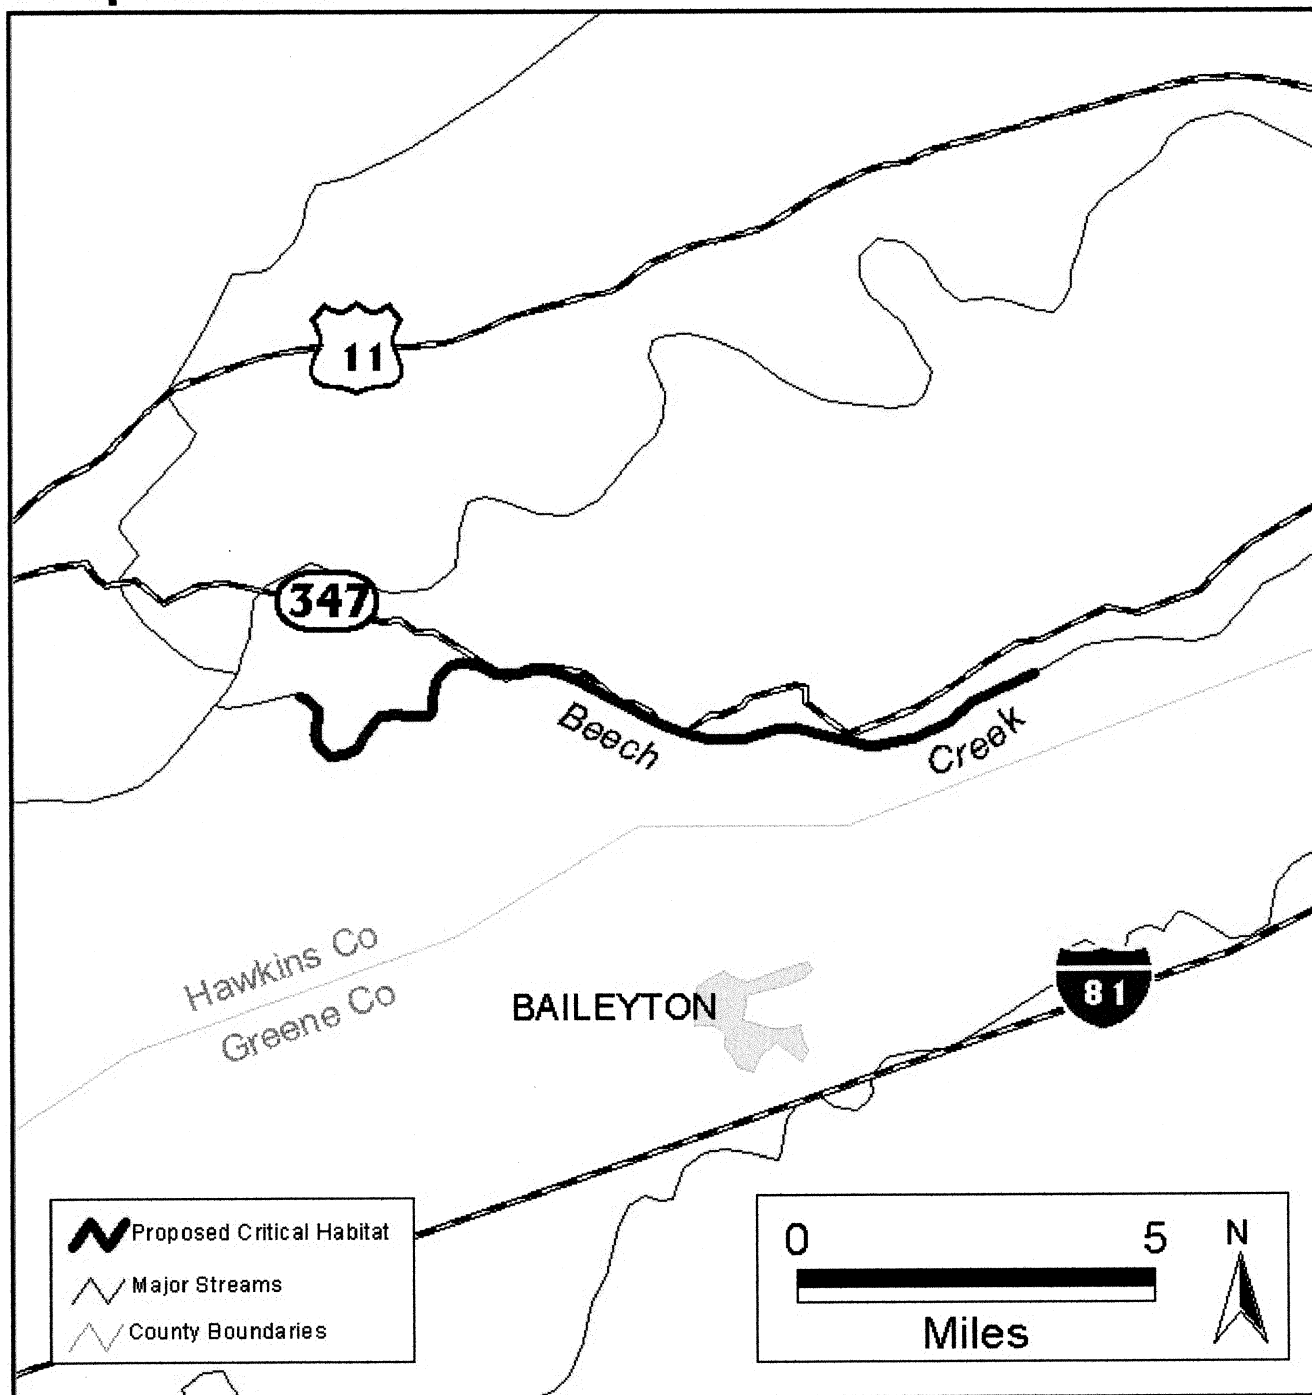 11
347
Beech
Creek
Hawkins Co
Greene Co
BAILEYTON
81
Proposed Critical Habitat
Major Streams
County Boundaries
0 5
Miles
N